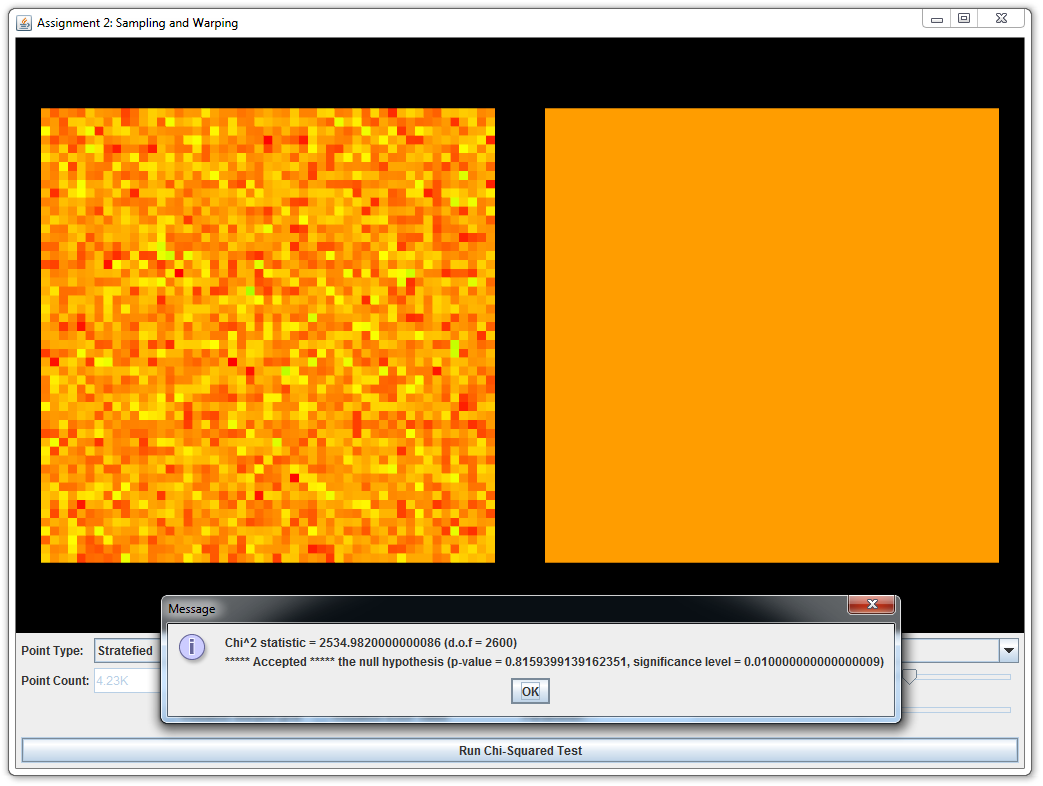 Assignment 2: Sampling and Warping
Message
Chi^2 statistic = 2534.9820000000086 (d.o.f = 2600)
***** Accepted ***** the null hypothesis (p-value = 0.8159399139162351, significance level = 0.010000000000000009)
OK
Point Type: Stratefied
Point Count: 4.23K
Run Chi-Squared Test